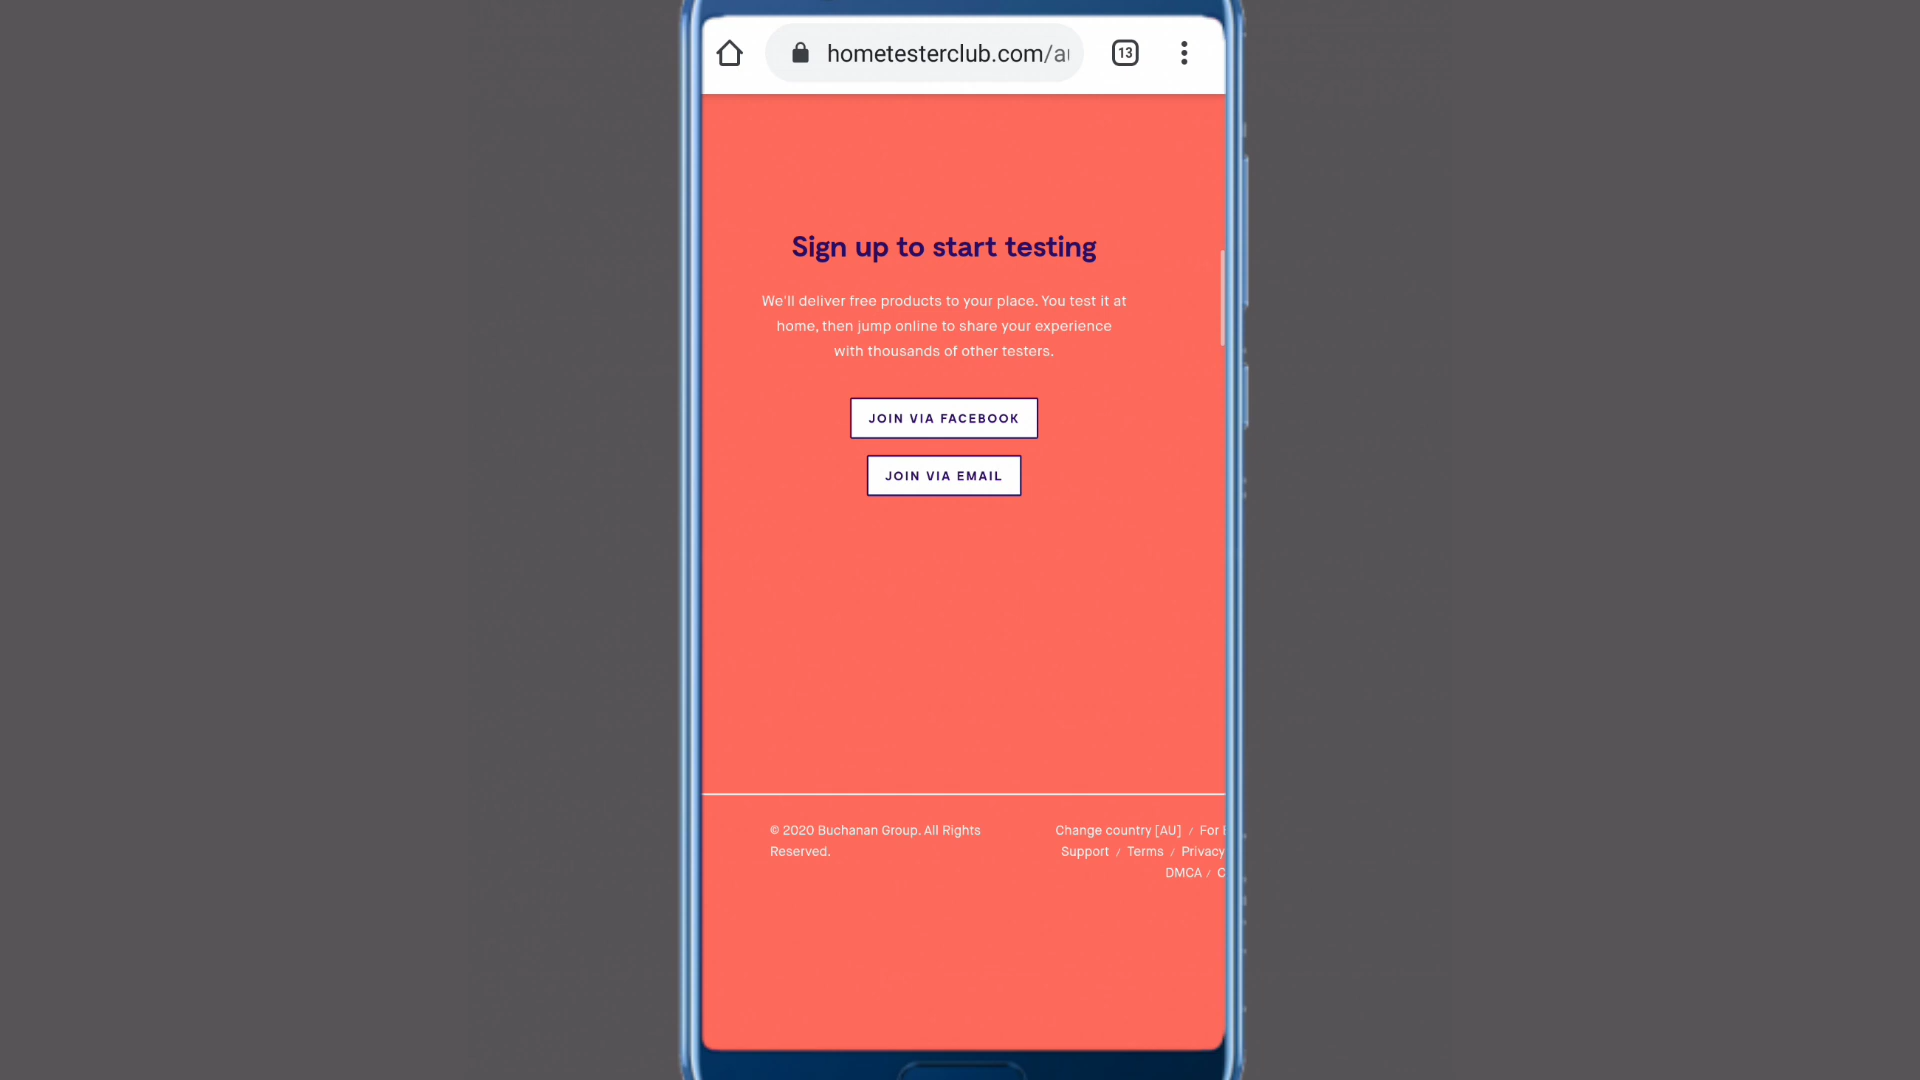 hometesterclub.com/a
13
Sign up to start testing
We'll deliver free products to your place. You test it at
home, then jump online to share your experience
with thousands of other testers.
JOIN VIA FACEBOOK
JOIN VIA EMAIL
© 2020 Buchanan Group. All Rights
Reserved.
Change country [AU] / For
Support / Terms / Privacy
DMCA / C